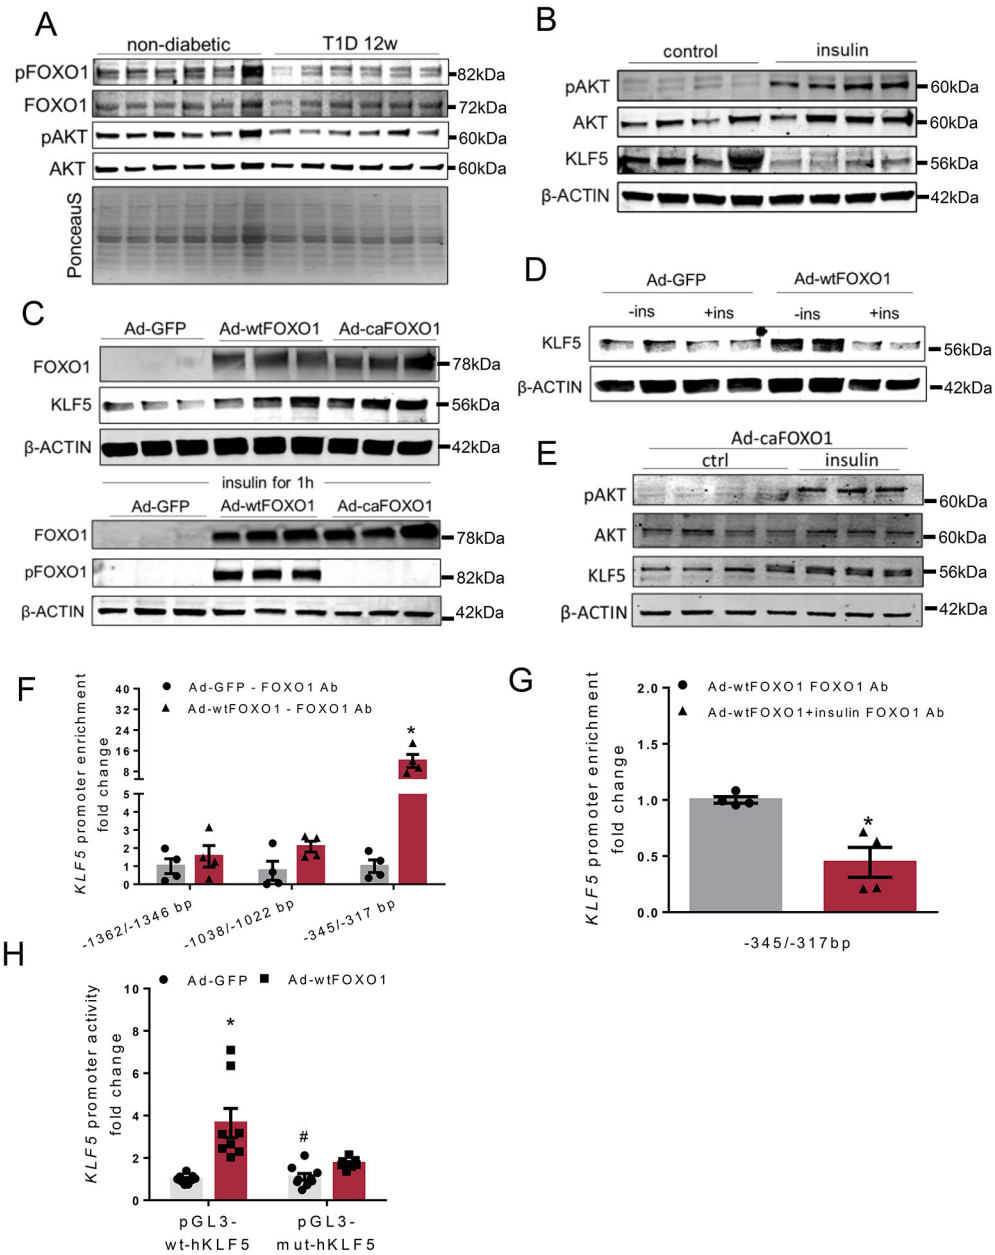 A
non-diabetic T1D 12w
pFOXO1 82kDa
FOXO1 72kDa
pAKT 60kDa
AKT 60kDa
PonceauS
B
control insulin
pAKT 60kDa
AKT 60kDa
KLF5 56kDa
β-ACTIN 42kDa
C
Ad-GFP Ad-wtFOXO1 Ad-caFOXO1
FOXO1 78kDa
KLF5 56kDa
β-ACTIN 42kDa
insulin for 1h
Ad-GFP Ad-wtFOXO1 Ad-caFOXO1
FOXO1 78kDa
pFOXO1 82kDa
β-ACTIN 42kDa
D
Ad-GFP Ad-wtFOXO1
-ins +ins -ins +ins
KLF5 56kDa
β-ACTIN 42kDa
E
Ad-caFOXO1
ctrl insulin
pAKT 60kDa
AKT 60kDa
KLF5 56kDa
β-ACTIN 42kDa
F
KLF5 promoter enrichment
fold change
Ad-GFP - FOXO1 Ab
Ad-wtFOXO1 - FOXO1 Ab
40
32
24
16
8
5
4
3
2
1
0
*
-1362/-1346 bp
-1038/-1022 bp
-345/-317 bp
G
KLF5 promoter enrichment
fold change
Ad-wtFOXO1 FOXO1 Ab
Ad-wtFOXO1+insulin FOXO1 Ab
2.0
1.5
1.0
0.5
0.0
*
-345/-317bp
H
KLF5 promoter activity
fold change
Ad-GFP Ad-wtFOXO1
10
8
6
4
2
0
*
#
pGL3- pGL3-
wt-hKLF5 mut-hKLF5